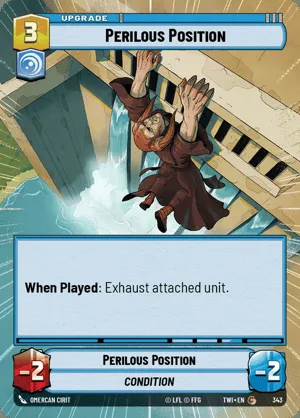 UPGRADE
3
PERILOUS POSITION
When Played: Exhaust attached unit.
-2
PERILOUS POSITION
CONDITION
-2
OMERCAN CIRIT
© LFL © FFG
TWI • EN C 343